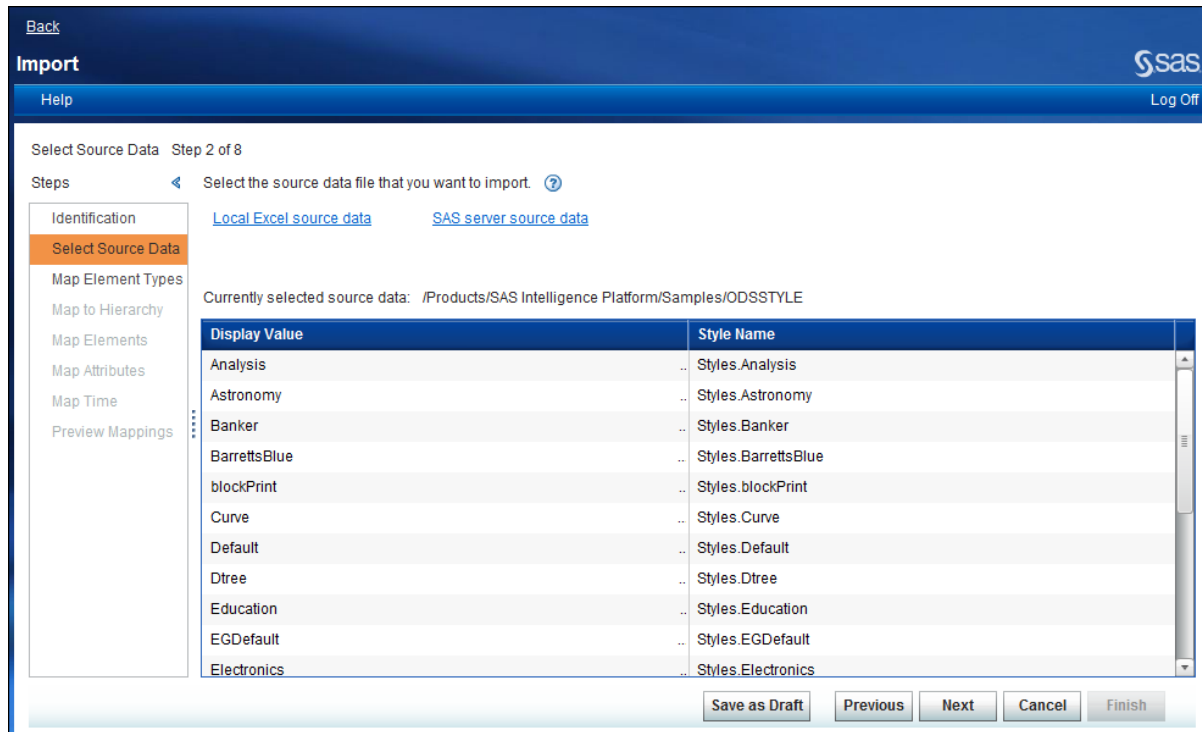 Back
Import
sas
Help Log Off
Select Source Data Step 2 of 8
Steps Select the source data file that you want to import. ?
Identification Local Excel source data SAS server source data
Select Source Data
Map Element Types
Currently selected source data: /Products/SAS Intelligence Platform/Samples/ODSSTYLE
Map to Hierarchy
Display Value Style Name
Map Elements
Analysis .. Styles.Analysis
Map Attributes
Astronomy .. Styles.Astronomy
Map Time
Banker .. Styles.Banker
Preview Mappings
BarrettsBlue .. Styles.BarrettsBlue
blockPrint .. Styles.blockPrint
Curve .. Styles.Curve
Default .. Styles.Default
Dtree .. Styles.Dtree
Education .. Styles.Education
EGDefault .. Styles.EGDefault
Electronics .. Styles.Electronics
Save as Draft Previous Next Cancel Finish